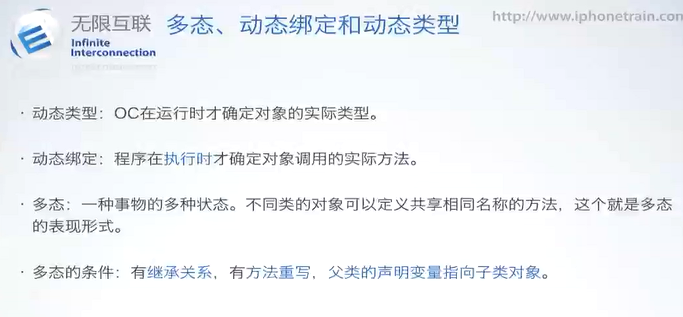 http://www.iphonetrain.com
无限互联
Infinite
Interconnection
多态、动态绑定和动态类型
· 动态类型：OC在运行时才确定对象的实际类型。
· 动态绑定：程序在执行时才确定对象调用的实际方法。
· 多态：一种事物的多种状态。不同类的对象可以定义共享相同名称的方法，这个就是多态
的表现形式。
· 多态的条件：有继承关系，有方法重写，父类的声明变量指向子类对象。